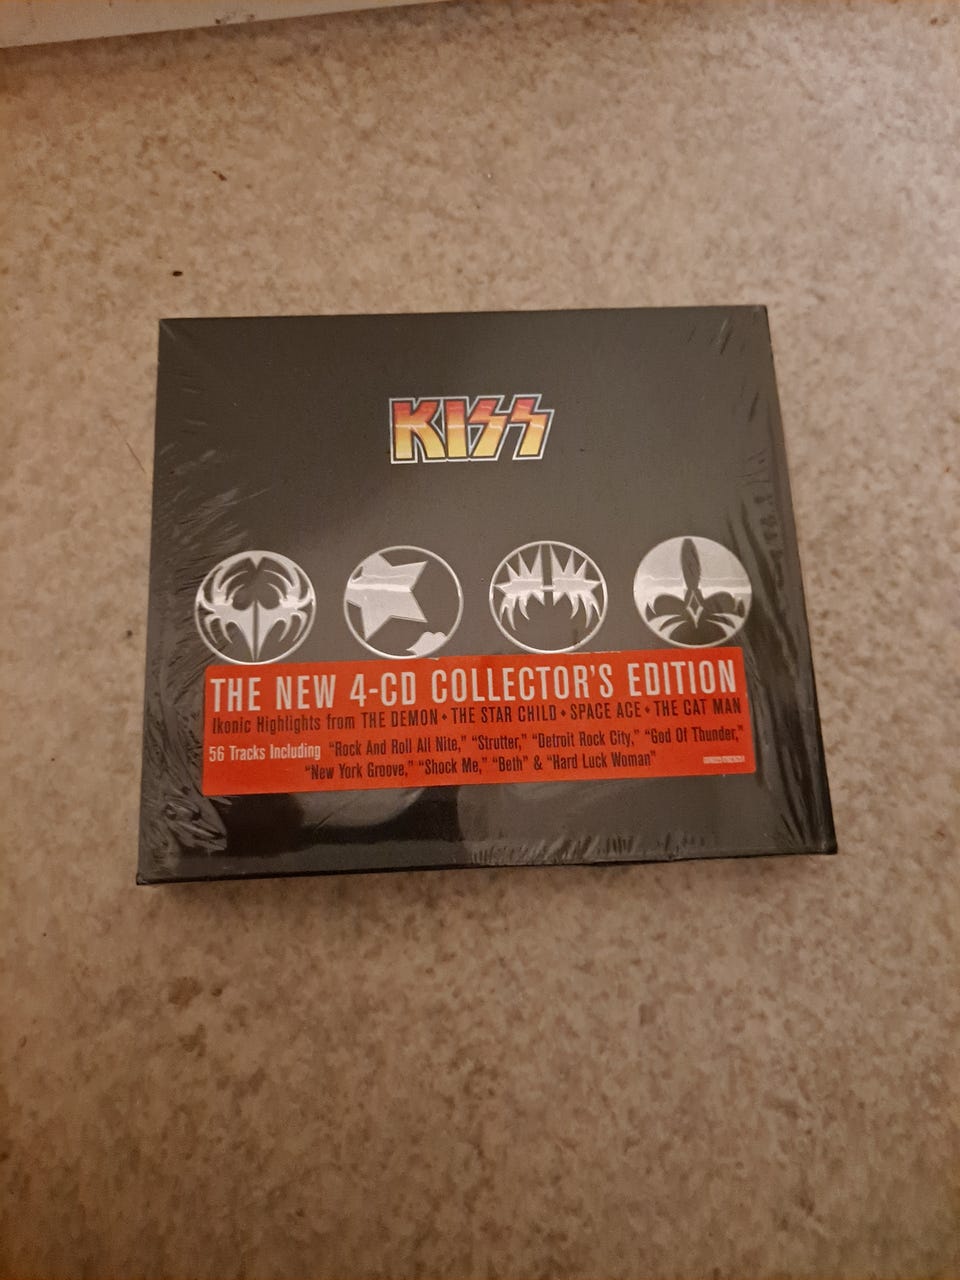 KISS
THE NEW 4-CD COLLECTOR'S EDITION
Ikonic Highlights from THE DEMON • THE STAR CHILD • SPACE ACE • THE CAT MAN
56 Tracks Including "Rock And Roll All Nite," "Strutter," "Detroit Rock City," "God Of Thunder,"
"New York Groove," "Shock Me," "Beth" & "Hard Luck Woman"